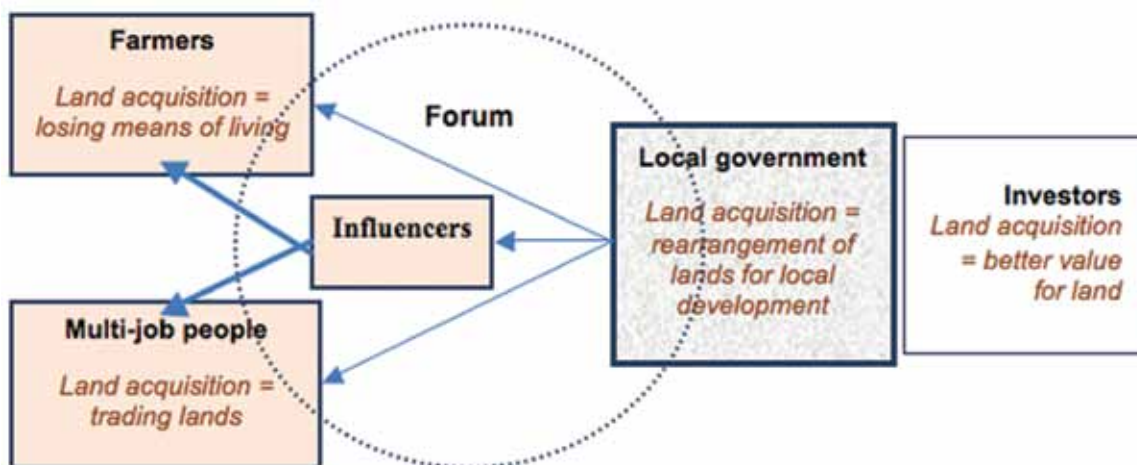 Farmers
Land acquisition =
losing means of living
Forum
Influencers
Multi-job people
Land acquisition =
trading lands
Local government
Land acquisition =
rearrangement of
lands for local
development
Investors
Land acquisition
= better value
for land